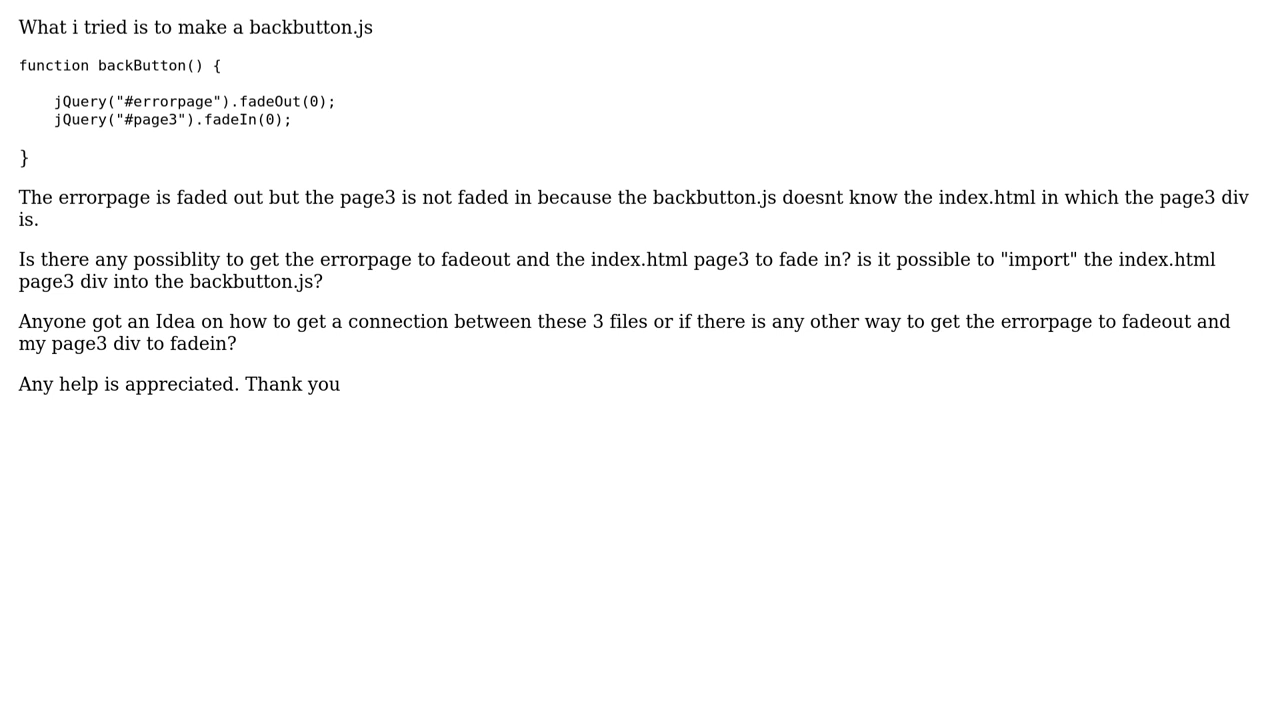 What i tried is to make a backbutton.js
function backButton() {
    jQuery("#errorpage").fadeOut(0);
    jQuery("#page3").fadeIn(0);
}
The errorpage is faded out but the page3 is not faded in because the backbutton.js doesnt know the index.html in which the page3 div
is.
Is there any possiblity to get the errorpage to fadeout and the index.html page3 to fade in? is it possible to "import" the index.html
page3 div into the backbutton.js?
Anyone got an Idea on how to get a connection between these 3 files or if there is any other way to get the errorpage to fadeout and
my page3 div to fadein?
Any help is appreciated. Thank you